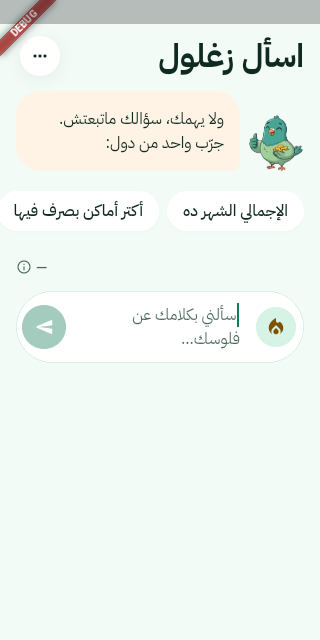 DEBUG
اسأل زغلول
ولا يهمك، سؤالك ماتبعتش.
جرّب واحد من دول:
الإجمالي الشهر ده
أكتر أماكن بصرف فيها
—
اسألني بكلامك عن
فلوسك...